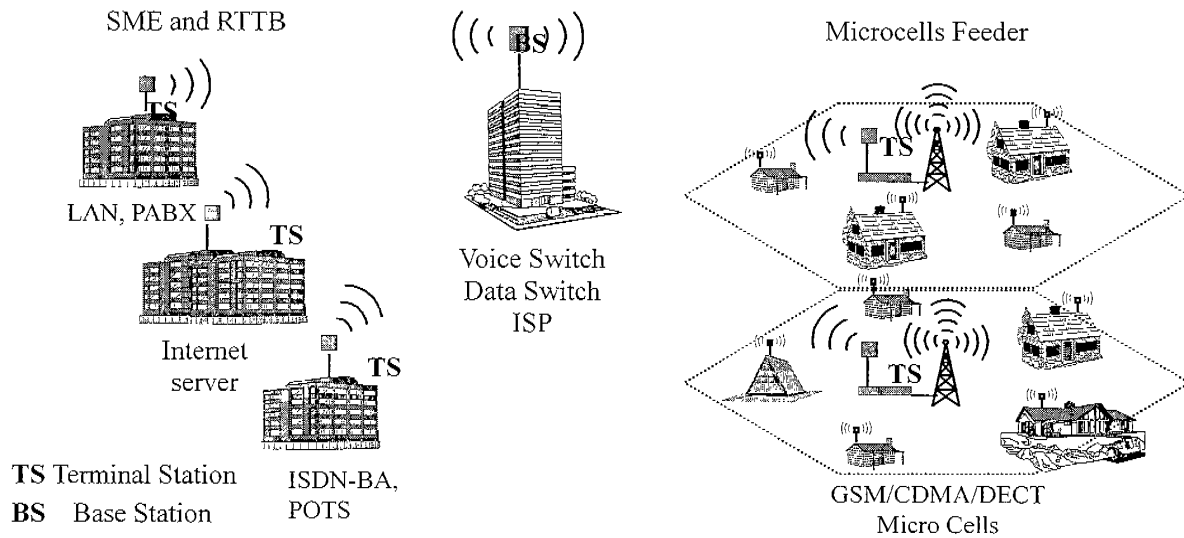 SME and RTTB
BS
Microcells Feeder
TS
TS
LAN, PABX
TS
Voice Switch
Data Switch
ISP
Internet
server
TS
TS
TS Terminal Station
BS Base Station
ISDN-BA,
POTS
GSM/CDMA/DECT
Micro Cells